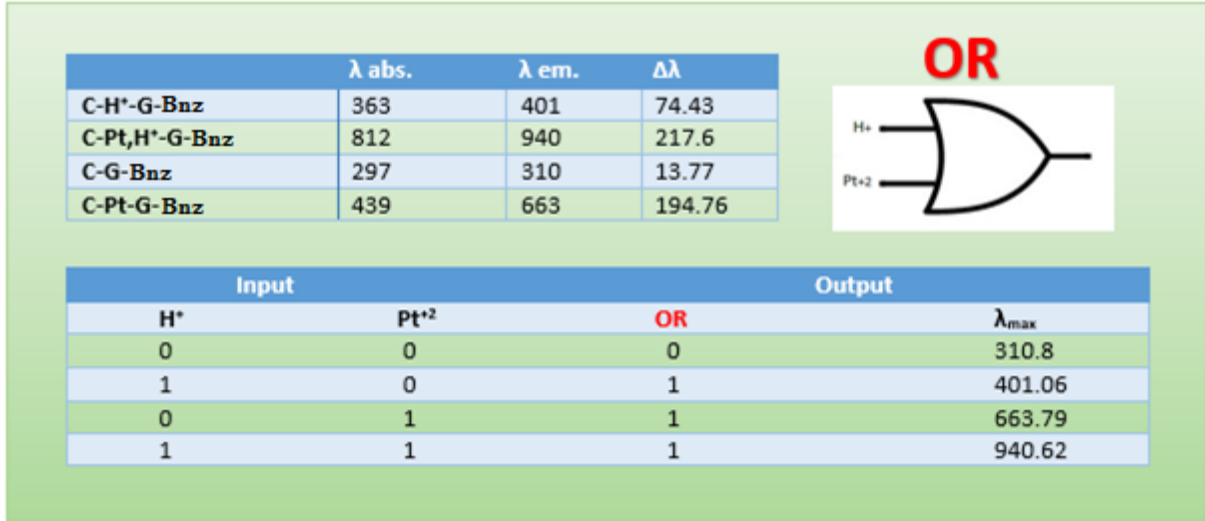 λ abs. λ em. Δλ
C-H⁺-G-Bnz 363 401 74.43
C-Pt,H⁺-G-Bnz 812 940 217.6
C-G-Bnz 297 310 13.77
C-Pt-G-Bnz 439 663 194.76
OR
H+
Pt+2
Input Output
H⁺ Pt⁺² OR λmax
0 0 0 310.8
1 0 1 401.06
0 1 1 663.79
1 1 1 940.62